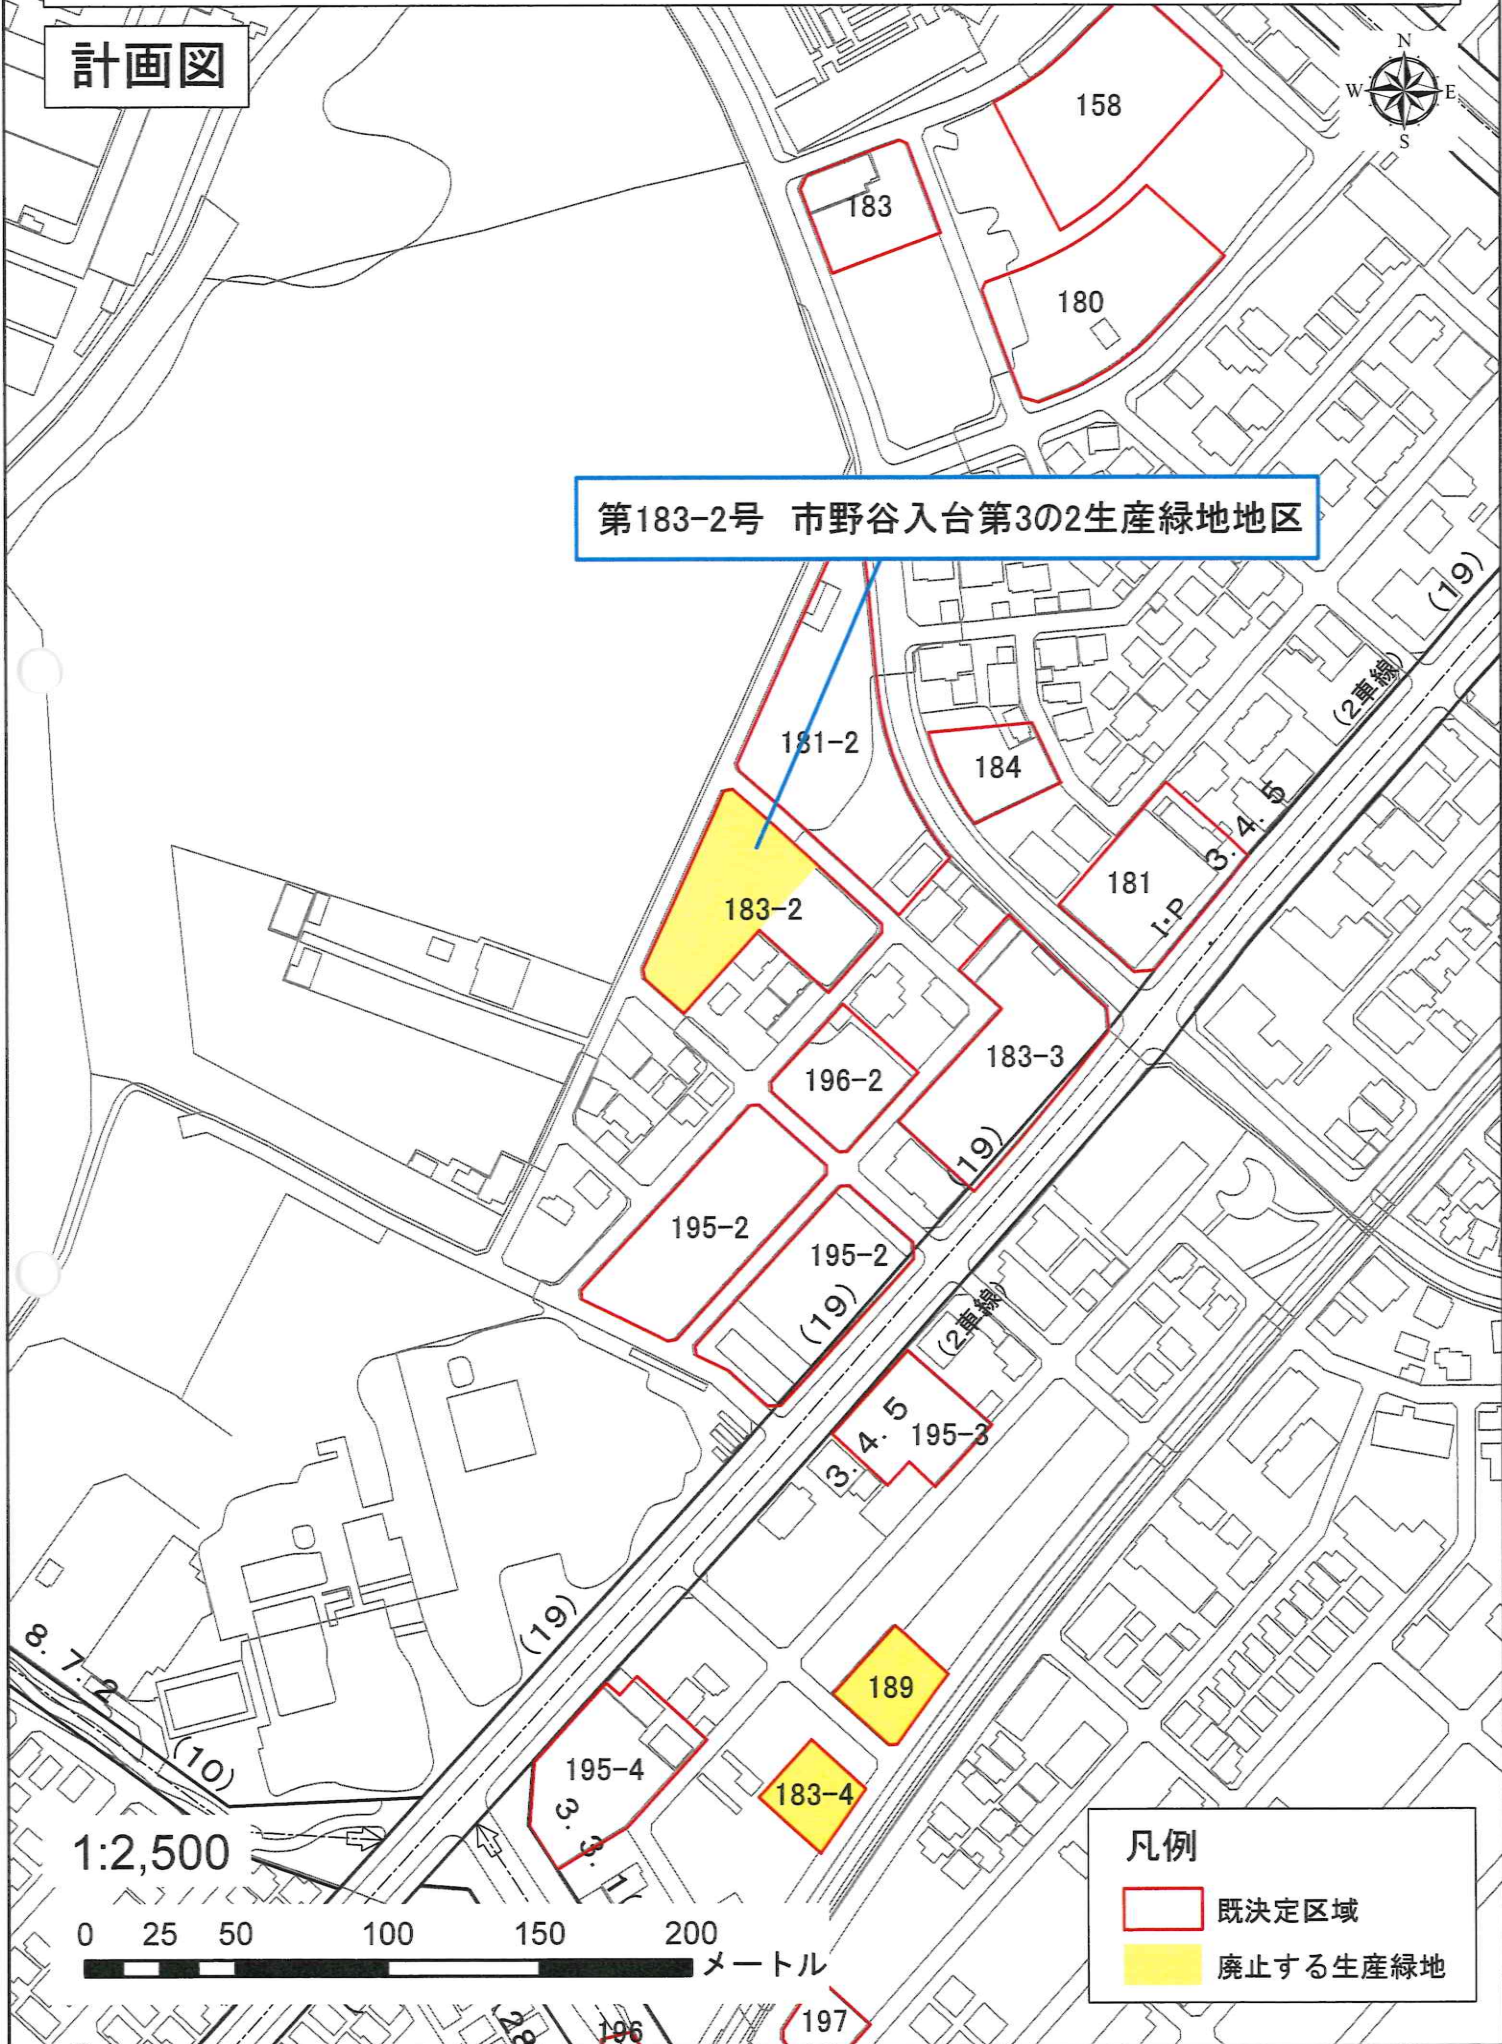 計画図
N
W
E
S
158
183
180
第183-2号 市野谷入台第3の2生産緑地地区
(19)
(2車線)
181-2
184
3. 4. 5
181
I・P
183-2
183-3
196-2
(19)
195-2
195-2
(19)
(2車線)
3. 4. 5
195-3
(19)
8. 7. 2
(10)
189
195-4
183-4
3. 3. 1(
1:2,500
凡例
既決定区域
廃止する生産緑地
0 25 50 100 150 200
メートル
28
196
197